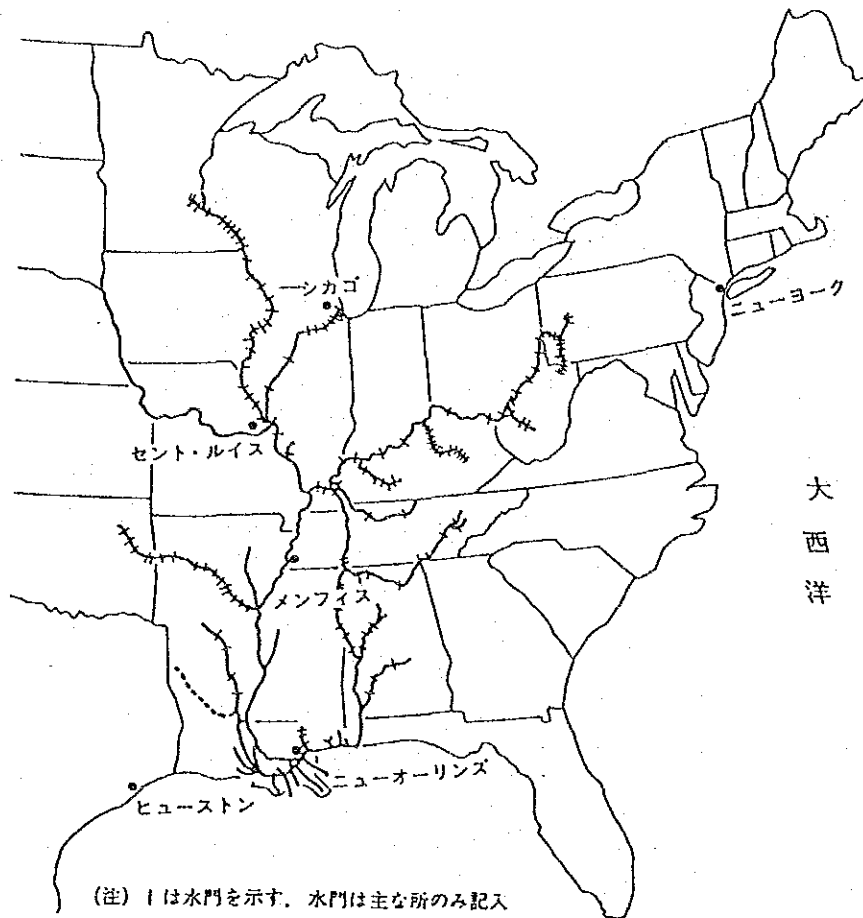 シカゴ
ニューヨーク
セント・ルイス
大西洋
メンフィス
ニューオーリンズ
ヒューストン
(注) 1は水門を示す. 水門は主な所のみ記入